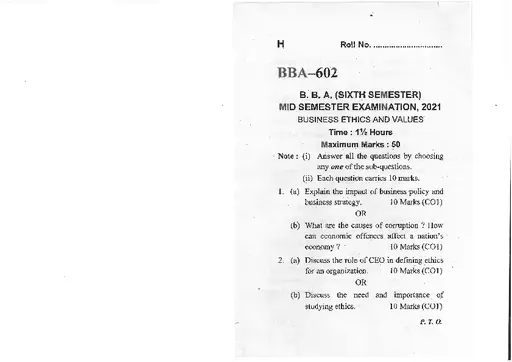 H Roll No. ..............................
BBA–602
B. B. A. (SIXTH SEMESTER)
MID SEMESTER EXAMINATION, 2021
BUSINESS ETHICS AND VALUES
Time : 1½ Hours
Maximum Marks : 50
Note : (i) Answer all the questions by choosing
any one of the sub-questions.
(ii) Each question carries 10 marks.
1. (a) Explain the impact of business policy and
business strategy. 10 Marks (CO1)
OR
(b) What are the causes of corruption ? How
can economic offences affect a nation's
economy ? 10 Marks (CO1)
2. (a) Discuss the role of CEO in defining ethics
for an organization. 10 Marks (CO1)
OR
(b) Discuss the need and importance of
studying ethics. 10 Marks (CO1)
P. T. O.